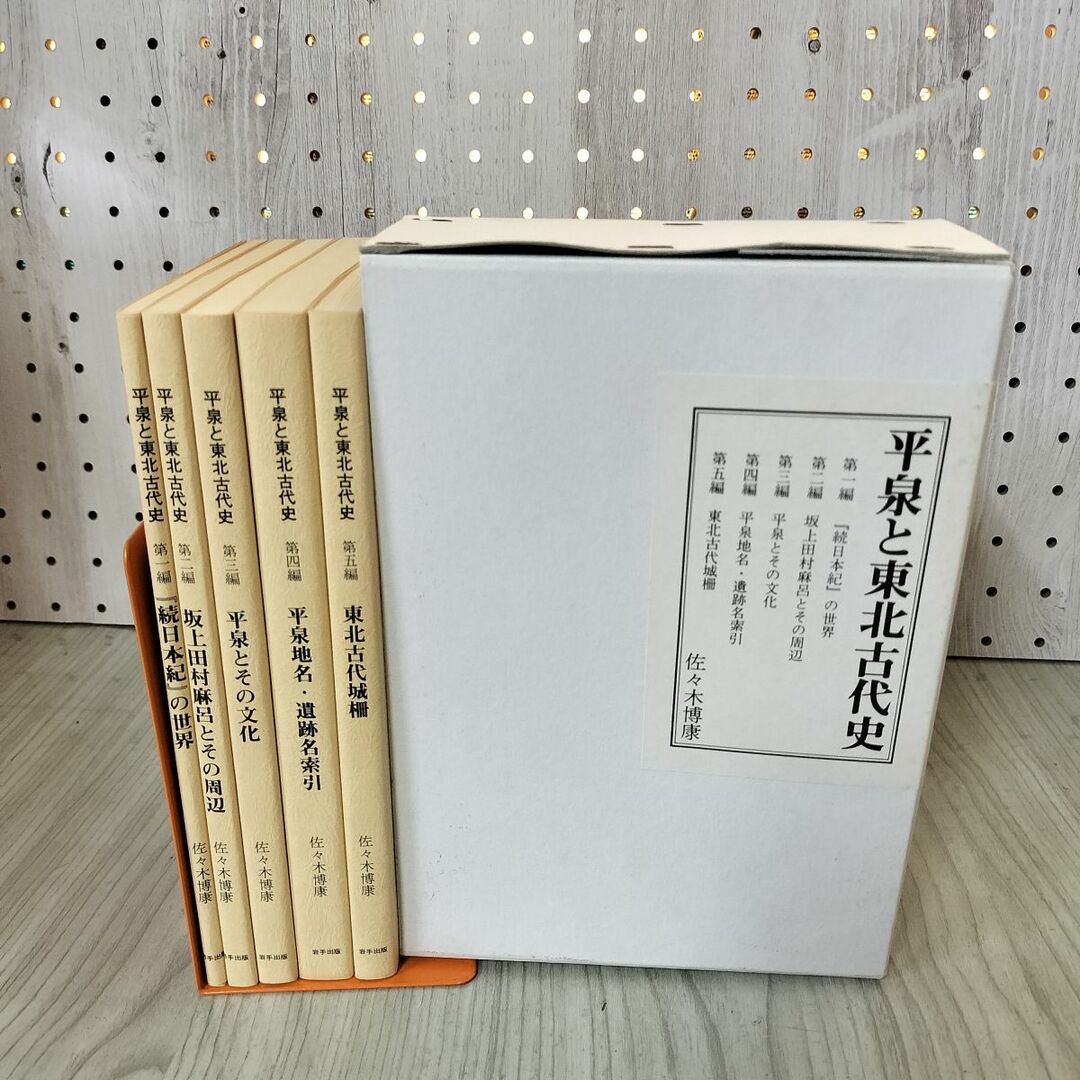 平泉と東北古代史
第一編 『続日本紀』の世界
第二編 坂上田村麻呂とその周辺
第三編 平泉とその文化
第四編 平泉地名・遺跡名索引
第五編 東北古代城柵
佐々木博康
平泉と東北古代史 第五編 東北古代城柵 佐々木博康 岩手出版
平泉と東北古代史 第四編 平泉地名・遺跡名索引 佐々木博康 岩手出版
平泉と東北古代史 第三編 平泉とその文化 佐々木博康 岩手出版
平泉と東北古代史 第二編 坂上田村麻呂とその周辺 佐々木博康 岩手出版
平泉と東北古代史 第一編 『続日本紀』の世界 佐々木博康 岩手出